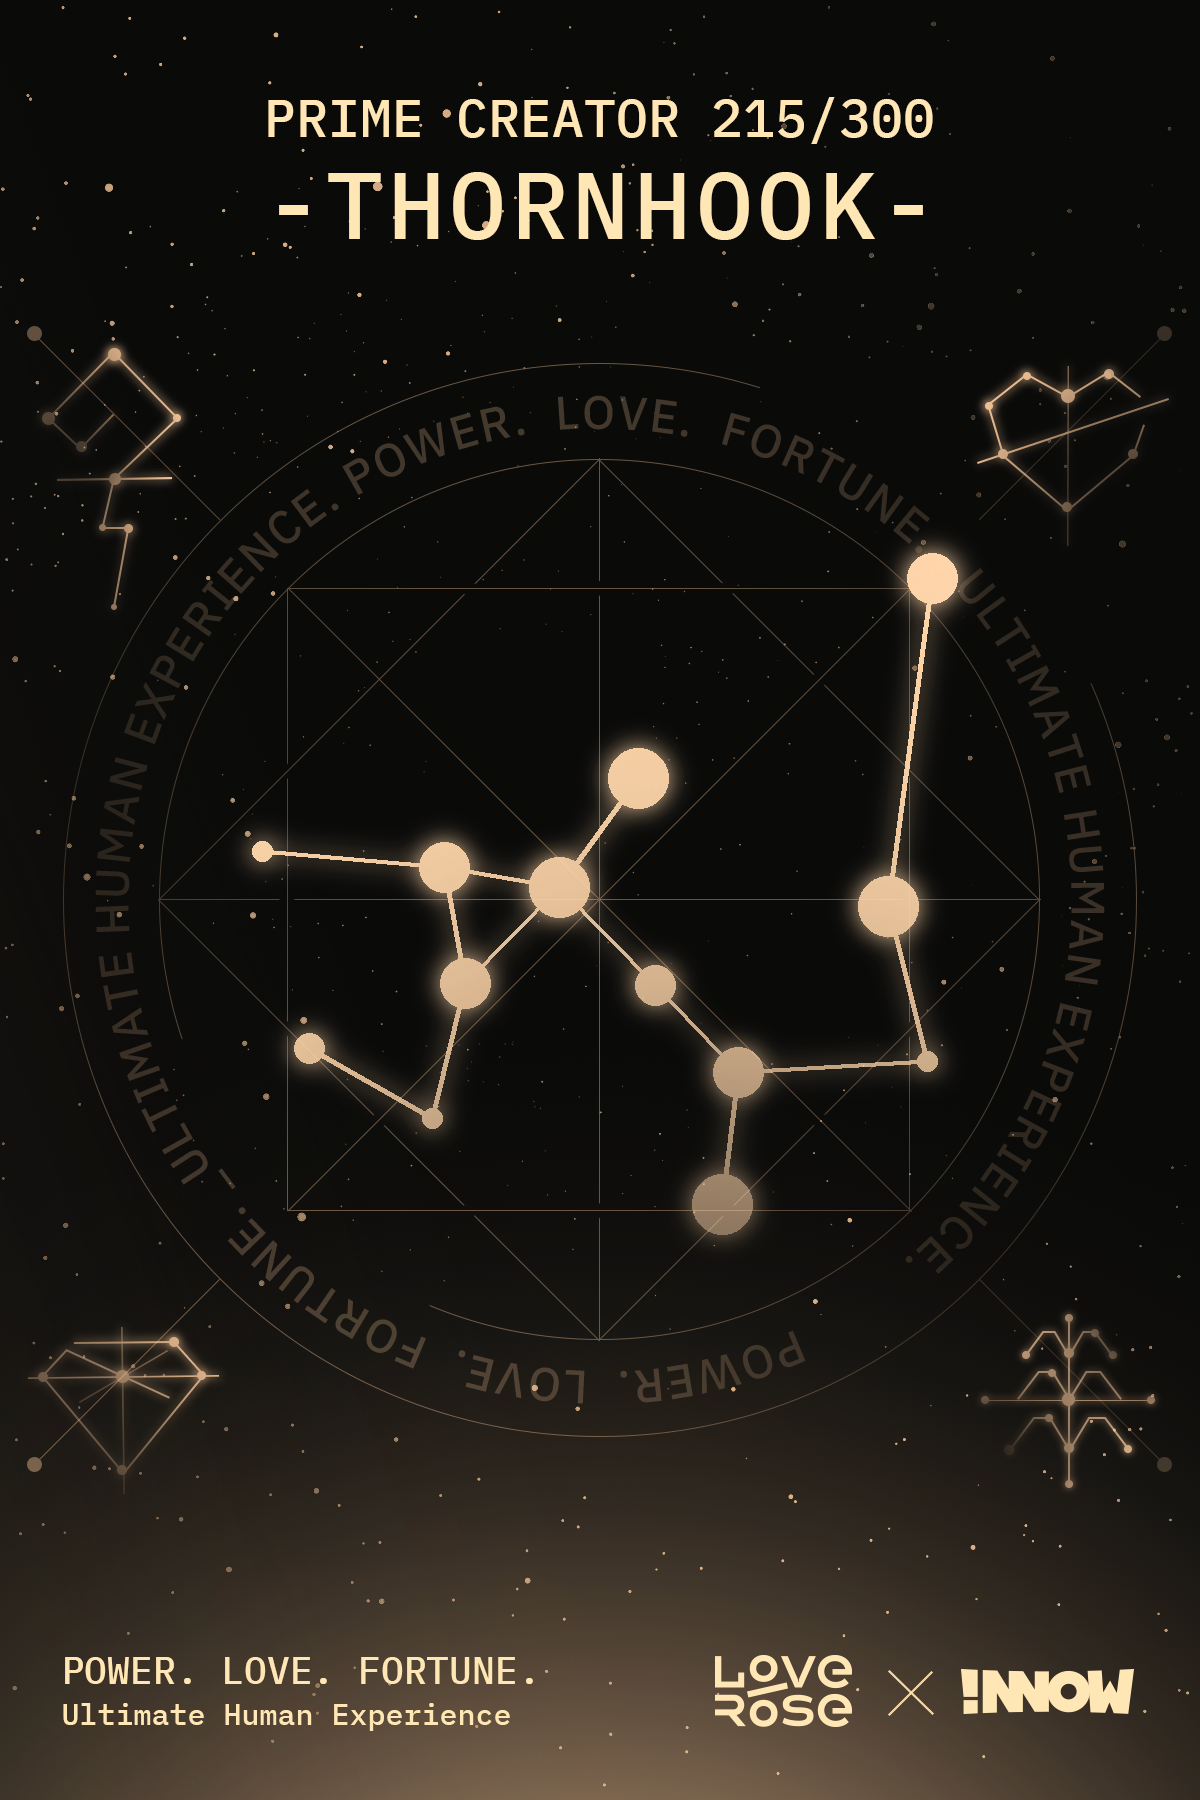 PRIME CREATOR 215/300
-THORNHOOK-
POWER. LOVE. FORTUNE. ULTIMATE HUMAN EXPERIENCE.
POWER. LOVE. FORTUNE. — ULTIMATE HUMAN EXPERIENCE.
POWER. LOVE. FORTUNE.
Ultimate Human Experience
LOVE
ROSE
!NNOW